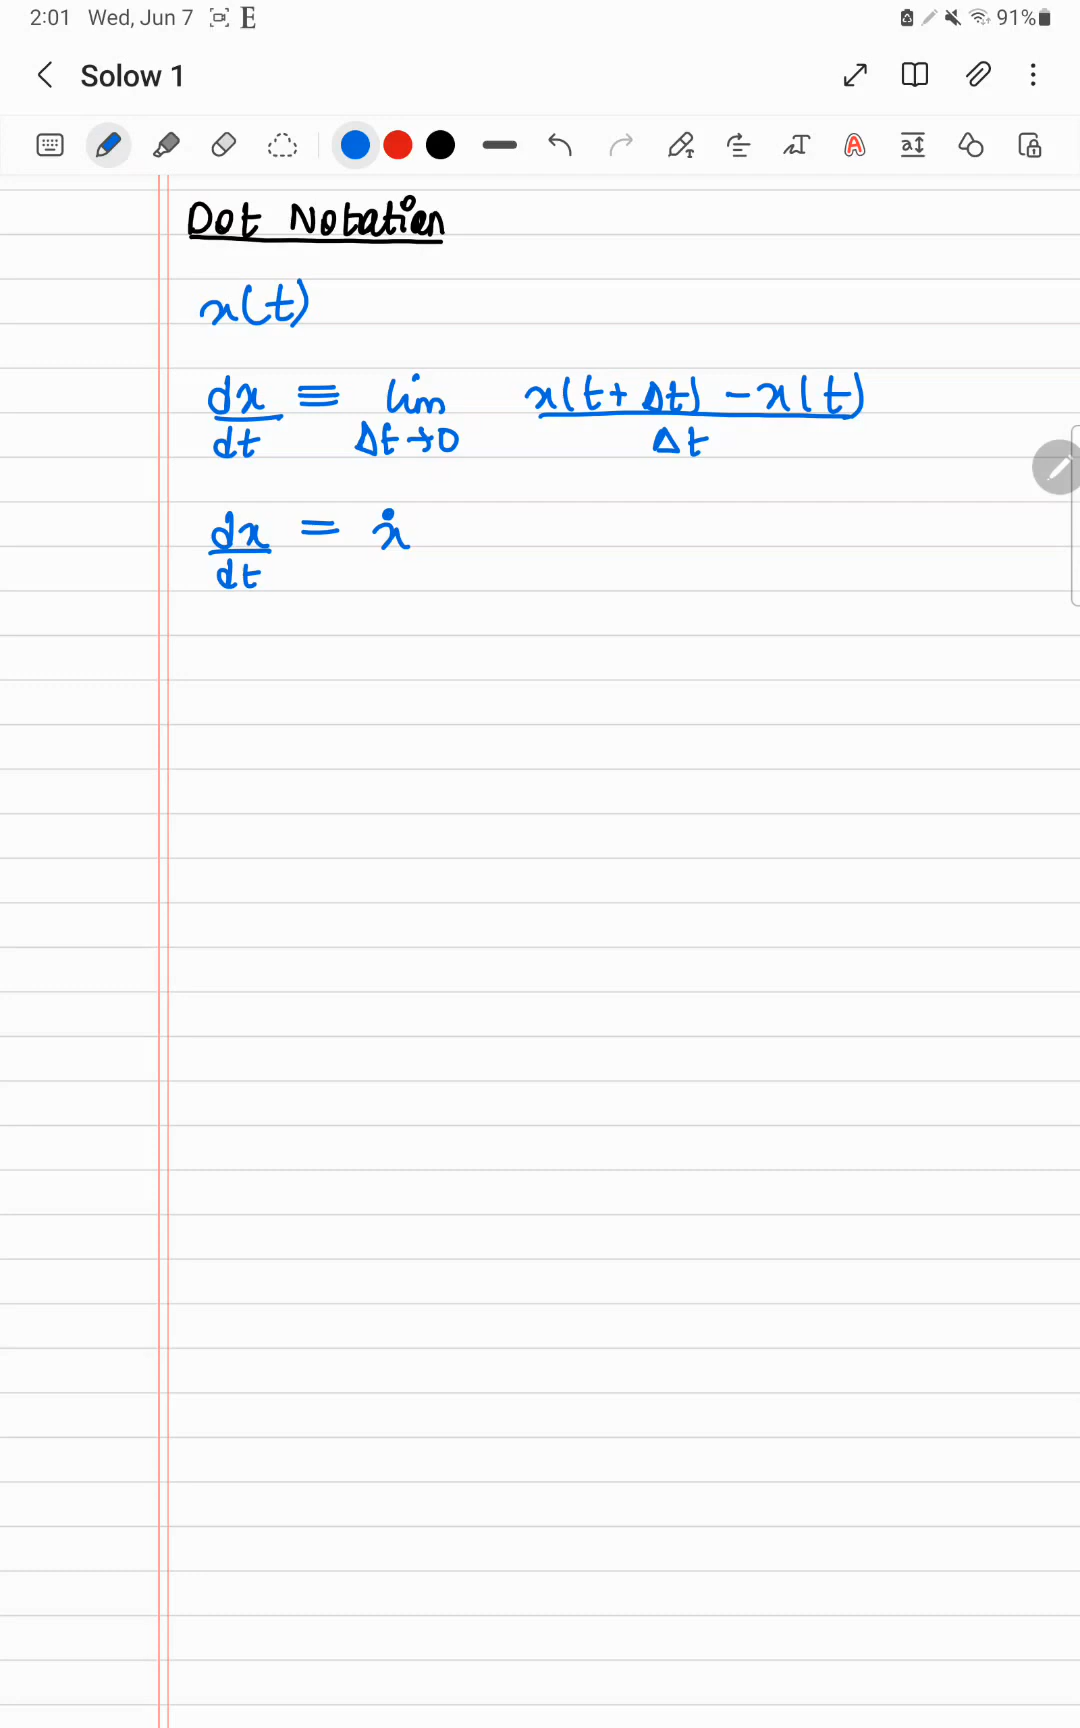 2:01 Wed, Jun 7 E 91%
Solow 1
Dot Notation
x(t)
dx/dt ≡ lim Δt→0 x(t+Δt) - x(t) / Δt
dx/dt = ẋ